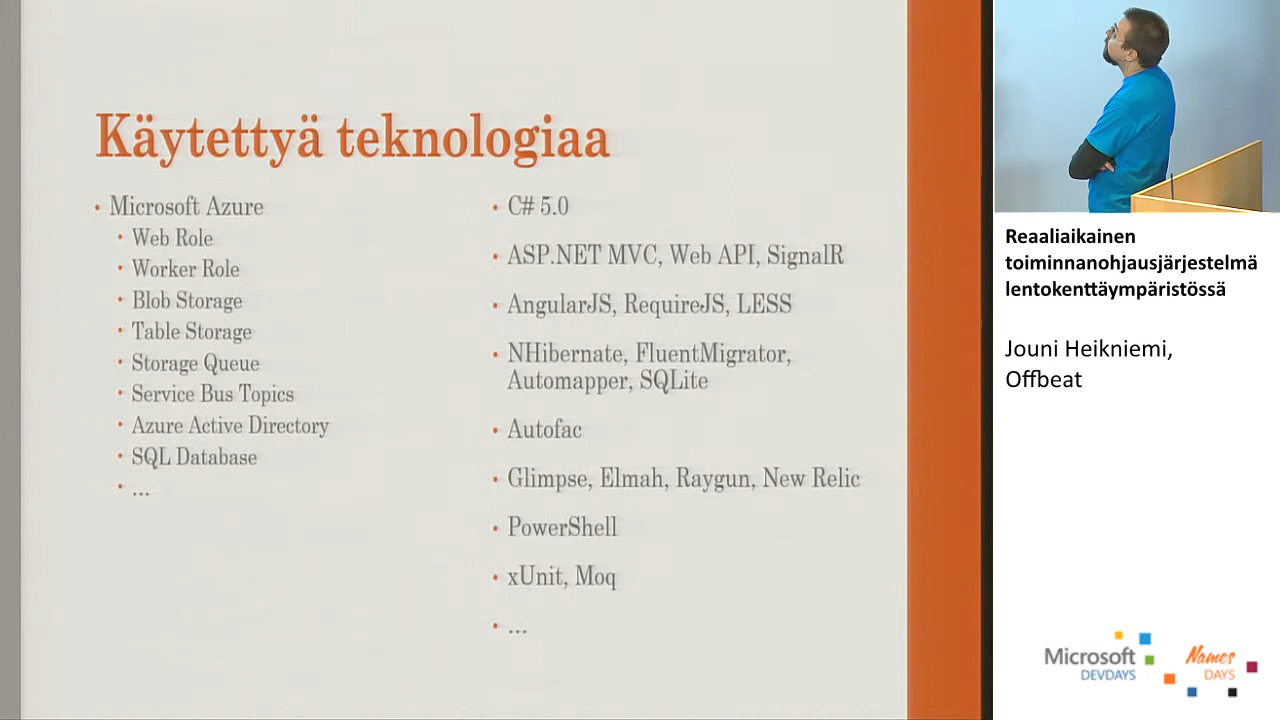 Käytettyä teknologiaa
• Microsoft Azure
• Web Role
• Worker Role
• Blob Storage
• Table Storage
• Storage Queue
• Service Bus Topics
• Azure Active Directory
• SQL Database
• ...
• C# 5.0
• ASP.NET MVC, Web API, SignalR
• AngularJS, RequireJS, LESS
• NHibernate, FluentMigrator,
Automapper, SQLite
• Autofac
• Glimpse, Elmah, Raygun, New Relic
• PowerShell
• xUnit, Moq
• ...
Reaaliaikainen
toiminnanohjausjärjestelmä
lentokenttäympäristössä
Jouni Heikniemi,
Offbeat
Microsoft
DEVDAYS
Names
DAYS